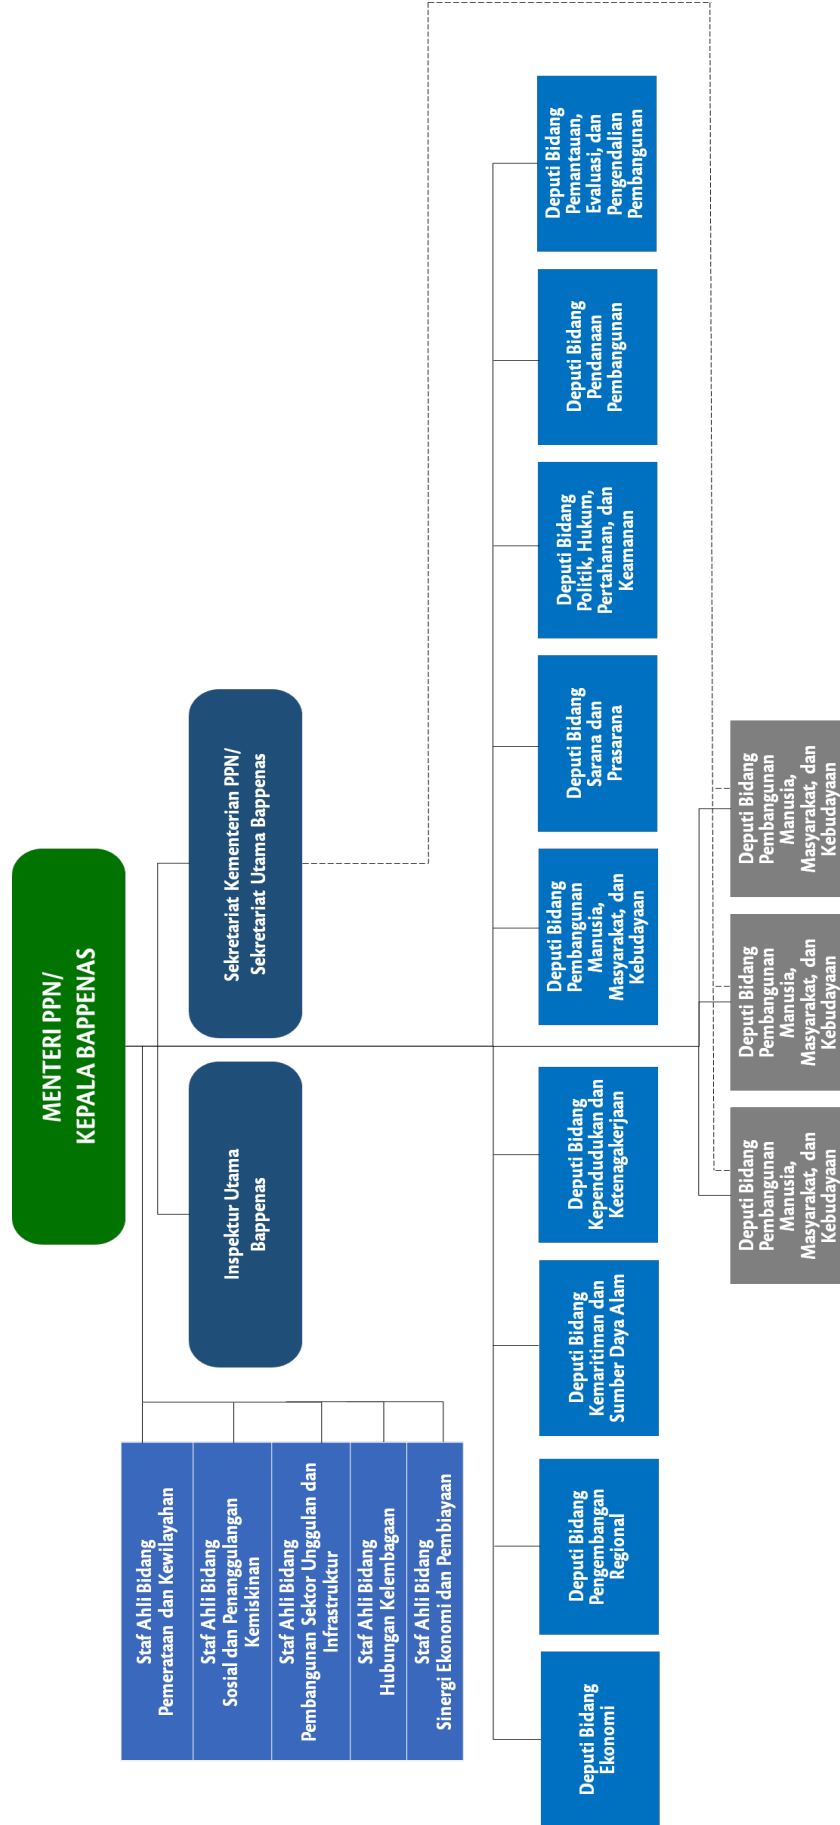 MENTERI PPN/
KEPALA BAPPENAS
Inspektur Utama
Bappenas
Sekretariat Kementerian PPN/
Sekretariat Utama Bappenas
Staf Ahli Bidang
Pemerataan dan Kewilayahan
Staf Ahli Bidang
Sosial dan Penanggulangan
Kemiskinan
Staf Ahli Bidang
Pembangunan Sektor Unggulan dan
Infrastruktur
Staf Ahli Bidang
Hubungan Kelembagaan
Staf Ahli Bidang
Sinergi Ekonomi dan Pembiayaan
Deputi Bidang
Ekonomi
Deputi Bidang
Pengembangan
Regional
Deputi Bidang
Kemaritiman dan
Sumber Daya Alam
Deputi Bidang
Kependudukan dan
Ketenagakerjaan
Deputi Bidang
Pembangunan
Manusia,
Masyarakat, dan
Kebudayaan
Deputi Bidang
Sarana dan
Prasarana
Deputi Bidang
Politik, Hukum,
Pertahanan, dan
Keamanan
Deputi Bidang
Pendanaan
Pembangunan
Deputi Bidang
Pemantauan,
Evaluasi, dan
Pengendalian
Pembangunan
Deputi Bidang
Pembangunan
Manusia,
Masyarakat, dan
Kebudayaan
Deputi Bidang
Pembangunan
Manusia,
Masyarakat, dan
Kebudayaan
Deputi Bidang
Pembangunan
Manusia,
Masyarakat, dan
Kebudayaan